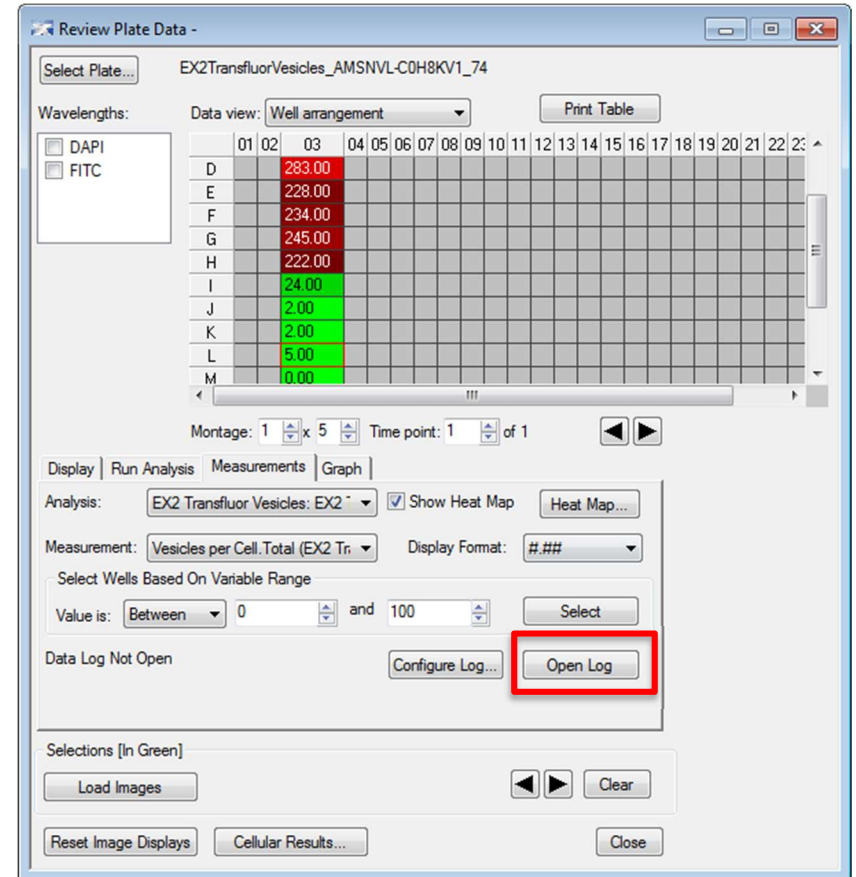 Review Plate Data -
Select Plate... EX2TransfluorVesicles_AMSNVL-C0H8KV1_74
Wavelengths: Data view: Well arrangement Print Table
DAPI
FITC
01 02 03 04 05 06 07 08 09 10 11 12 13 14 15 16 17 18 19 20 21 22
D 283.00
E 228.00
F 234.00
G 245.00
H 222.00
I 24.00
J 2.00
K 2.00
L 5.00
M 0.00
Montage: 1 x 5 Time point: 1 of 1
Display Run Analysis Measurements Graph
Analysis: EX2 Transfluor Vesicles: EX2 Show Heat Map Heat Map...
Measurement: Vesicles per Cell.Total (EX2 Display Format: #.##
Select Wells Based On Variable Range
Value is: Between 0 and 100 Select
Data Log Not Open Configure Log... Open Log
Selections [In Green]
Load Images Clear
Reset Image Displays Cellular Results... Close